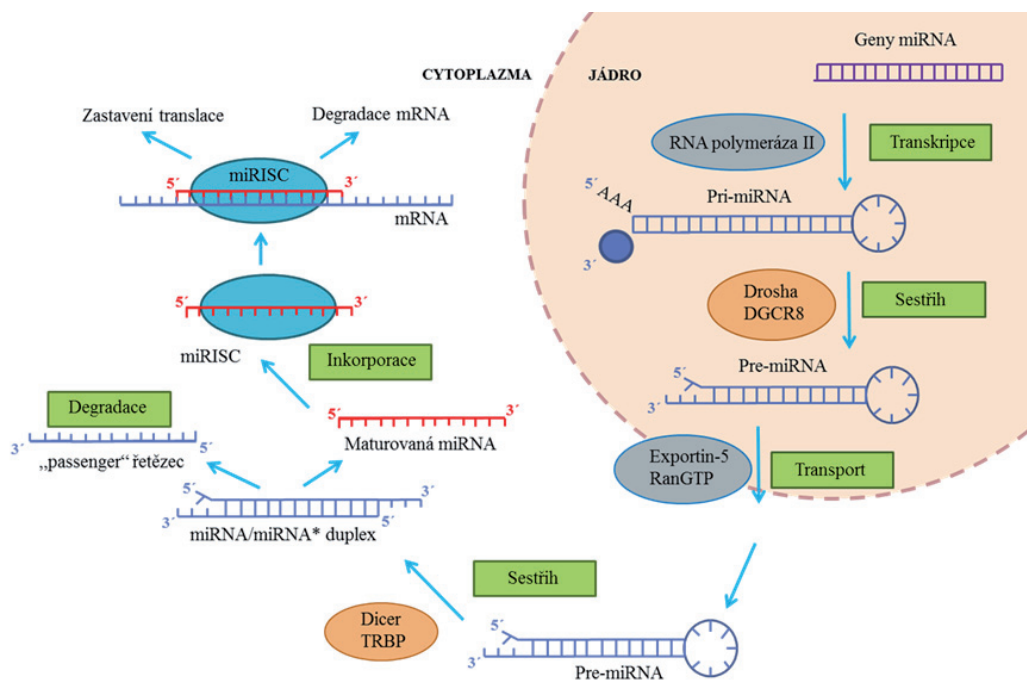 CYTOPLAZMA
JÁDRO
Geny miRNA
RNA polymeráza II
Transkripce
5´
AAA
Pri-miRNA
3´
Drosha
DGCR8
Sestřih
Pre-miRNA
5´
3´
Exportin-5
RanGTP
Transport
5´
3´
Pre-miRNA
Sestřih
Dicer
TRBP
5´
3´
3´
5´
miRNA/miRNA* duplex
Degradace
3´
5´
„passenger“ řetězec
5´
3´
Maturovaná miRNA
Inkorporace
5´
3´
miRISC
miRISC
5´
3´
mRNA
Zastavení translace
Degradace mRNA